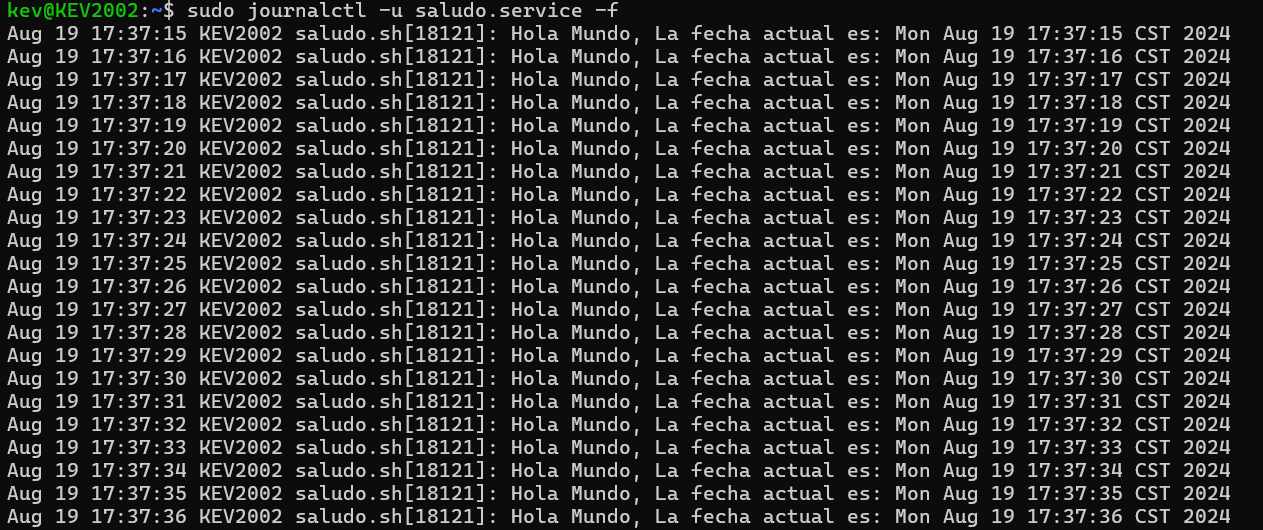 kev@KEV2002:~$ sudo journalctl -u saludo.service -f
Aug 19 17:37:15 KEV2002 saludo.sh[18121]: Hola Mundo, La fecha actual es: Mon Aug 19 17:37:15 CST 2024
Aug 19 17:37:16 KEV2002 saludo.sh[18121]: Hola Mundo, La fecha actual es: Mon Aug 19 17:37:16 CST 2024
Aug 19 17:37:17 KEV2002 saludo.sh[18121]: Hola Mundo, La fecha actual es: Mon Aug 19 17:37:17 CST 2024
Aug 19 17:37:18 KEV2002 saludo.sh[18121]: Hola Mundo, La fecha actual es: Mon Aug 19 17:37:18 CST 2024
Aug 19 17:37:19 KEV2002 saludo.sh[18121]: Hola Mundo, La fecha actual es: Mon Aug 19 17:37:19 CST 2024
Aug 19 17:37:20 KEV2002 saludo.sh[18121]: Hola Mundo, La fecha actual es: Mon Aug 19 17:37:20 CST 2024
Aug 19 17:37:21 KEV2002 saludo.sh[18121]: Hola Mundo, La fecha actual es: Mon Aug 19 17:37:21 CST 2024
Aug 19 17:37:22 KEV2002 saludo.sh[18121]: Hola Mundo, La fecha actual es: Mon Aug 19 17:37:22 CST 2024
Aug 19 17:37:23 KEV2002 saludo.sh[18121]: Hola Mundo, La fecha actual es: Mon Aug 19 17:37:23 CST 2024
Aug 19 17:37:24 KEV2002 saludo.sh[18121]: Hola Mundo, La fecha actual es: Mon Aug 19 17:37:24 CST 2024
Aug 19 17:37:25 KEV2002 saludo.sh[18121]: Hola Mundo, La fecha actual es: Mon Aug 19 17:37:25 CST 2024
Aug 19 17:37:26 KEV2002 saludo.sh[18121]: Hola Mundo, La fecha actual es: Mon Aug 19 17:37:26 CST 2024
Aug 19 17:37:27 KEV2002 saludo.sh[18121]: Hola Mundo, La fecha actual es: Mon Aug 19 17:37:27 CST 2024
Aug 19 17:37:28 KEV2002 saludo.sh[18121]: Hola Mundo, La fecha actual es: Mon Aug 19 17:37:28 CST 2024
Aug 19 17:37:29 KEV2002 saludo.sh[18121]: Hola Mundo, La fecha actual es: Mon Aug 19 17:37:29 CST 2024
Aug 19 17:37:30 KEV2002 saludo.sh[18121]: Hola Mundo, La fecha actual es: Mon Aug 19 17:37:30 CST 2024
Aug 19 17:37:31 KEV2002 saludo.sh[18121]: Hola Mundo, La fecha actual es: Mon Aug 19 17:37:31 CST 2024
Aug 19 17:37:32 KEV2002 saludo.sh[18121]: Hola Mundo, La fecha actual es: Mon Aug 19 17:37:32 CST 2024
Aug 19 17:37:33 KEV2002 saludo.sh[18121]: Hola Mundo, La fecha actual es: Mon Aug 19 17:37:33 CST 2024
Aug 19 17:37:34 KEV2002 saludo.sh[18121]: Hola Mundo, La fecha actual es: Mon Aug 19 17:37:34 CST 2024
Aug 19 17:37:35 KEV2002 saludo.sh[18121]: Hola Mundo, La fecha actual es: Mon Aug 19 17:37:35 CST 2024
Aug 19 17:37:36 KEV2002 saludo.sh[18121]: Hola Mundo, La fecha actual es: Mon Aug 19 17:37:36 CST 2024